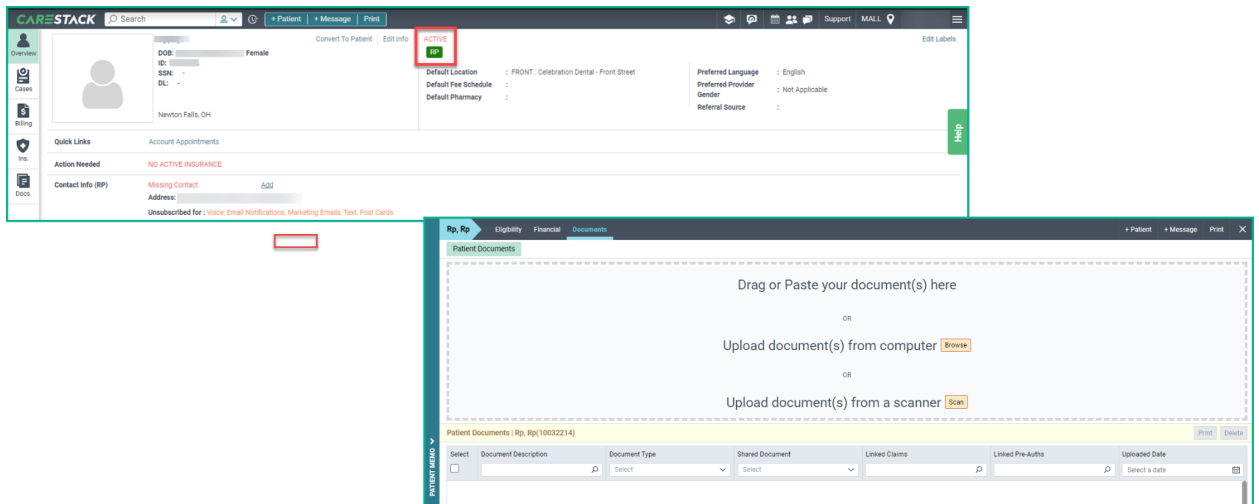 CARESTACK Search + Patient + Message Print Support MALL
Convert To Patient Edit Info ACTIVE Edit Labels
RP
Overview
DOB: Female
ID:
SSN: -
DL: -
Newton Falls, OH
Default Location : FRONT : Celebration Dental - Front Street
Default Fee Schedule :
Default Pharmacy :
Preferred Language : English
Preferred Provider Gender : Not Applicable
Referral Source :
Cases
Billing
Ins.
Docs.
Help
Quick Links Account Appointments
Action Needed NO ACTIVE INSURANCE
Contact Info (RP) Missing Contact Add
Address:
Unsubscribed for : Voice, Email Notifications, Marketing Emails, Text, Post Cards
Rp, Rp Eligibility Financial Documents + Patient + Message Print X
Patient Documents
Drag or Paste your document(s) here
OR
Upload document(s) from computer Browse
OR
Upload document(s) from a scanner Scan
Patient Documents | Rp, Rp(10032214) Print Delete
Select Document Description Document Type Shared Document Linked Claims Linked Pre-Auths Uploaded Date
Select Select Select a date
PATIENT MEMO